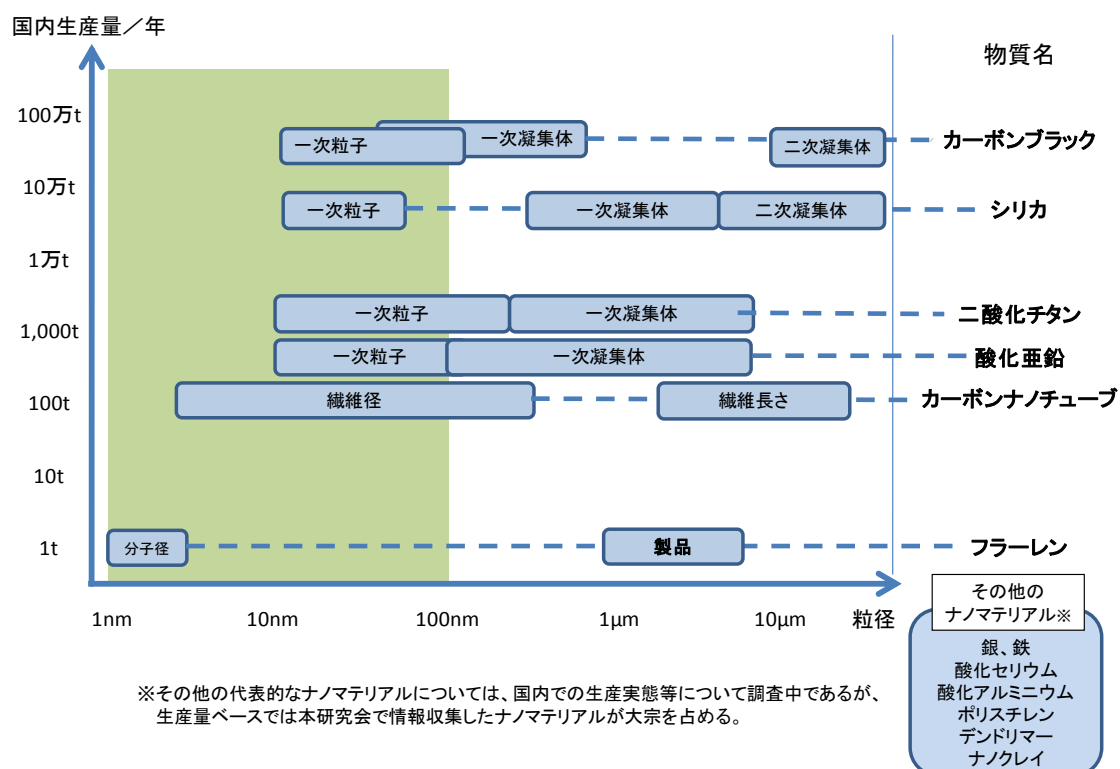 国内生産量／年
物質名
100万t
一次粒子
一次凝集体
二次凝集体
カーボンブラック
10万t
一次粒子
一次凝集体
二次凝集体
シリカ
1万t
一次粒子
一次凝集体
二酸化チタン
1,000t
一次粒子
一次凝集体
酸化亜鉛
100t
繊維径
繊維長さ
カーボンナノチューブ
10t
1t
分子径
製品
フラーレン
1nm
10nm
100nm
1μm
10μm
粒径
その他の
ナノマテリアル※
銀、鉄
酸化セリウム
酸化アルミニウム
ポリスチレン
デンドリマー
ナノクレイ
※その他の代表的なナノマテリアルについては、国内での生産実態等について調査中であるが、
生産量ベースでは本研究会で情報収集したナノマテリアルが大宗を占める。